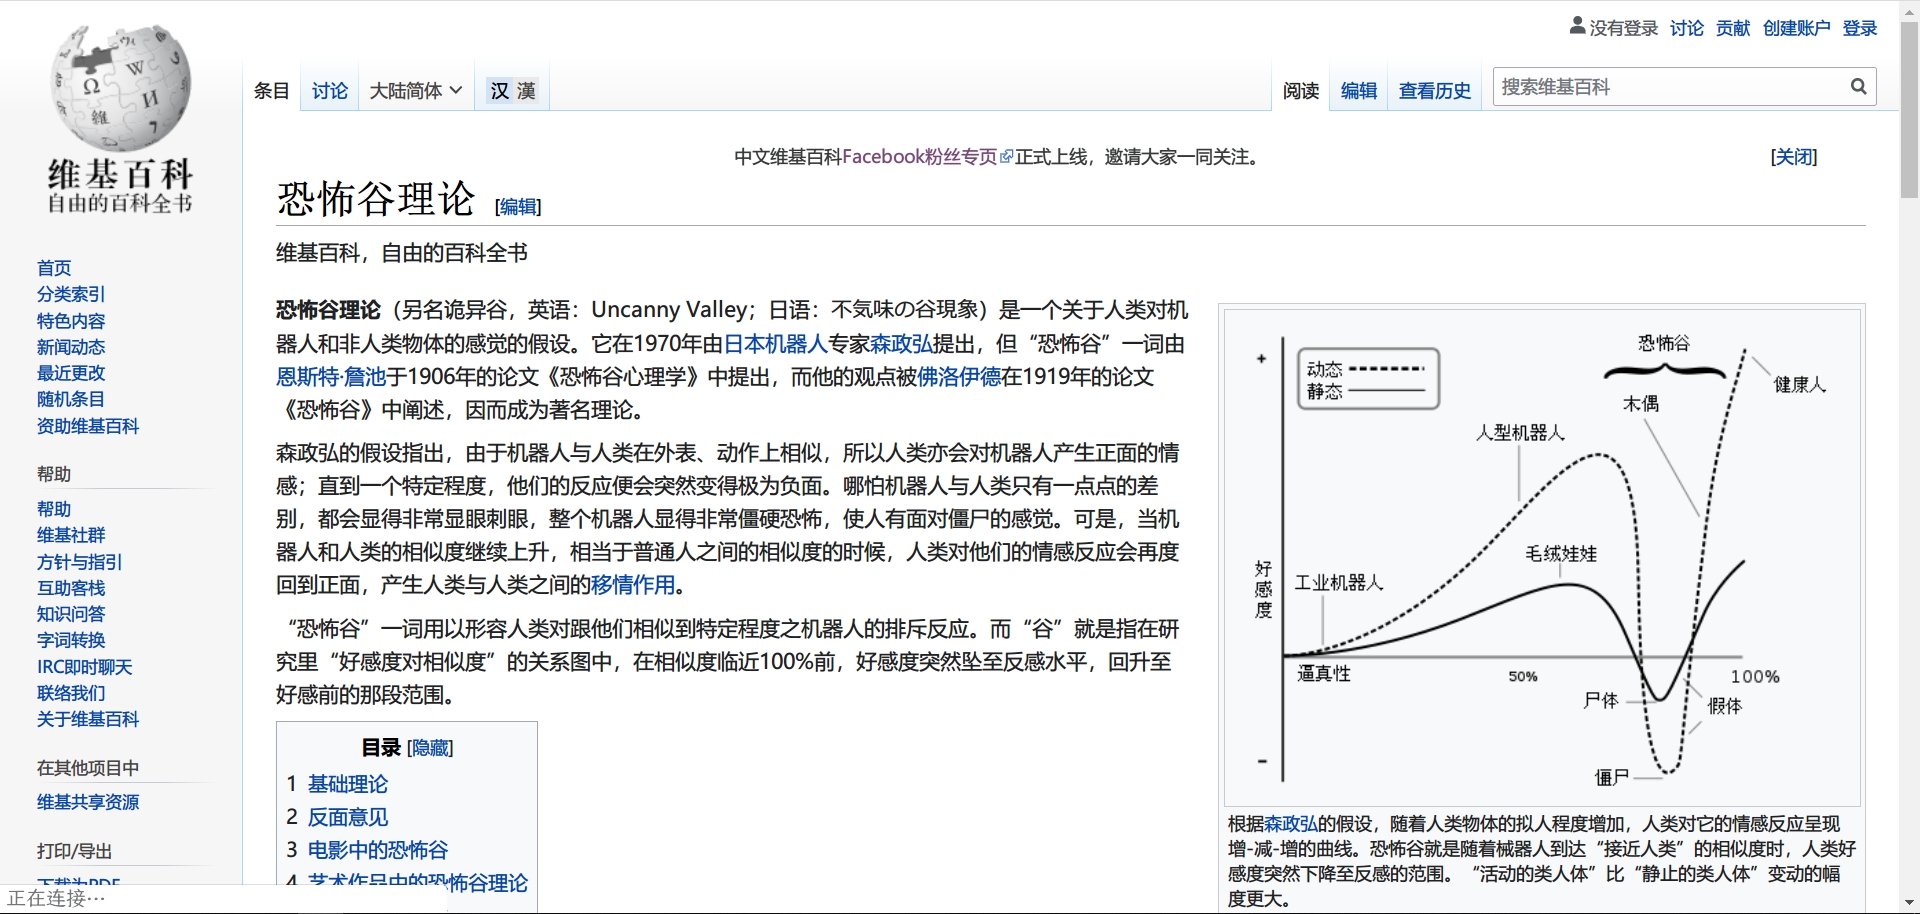 没有登录 讨论 贡献 创建账户 登录
条目 讨论 大陆简体 汉 漢 阅读 编辑 查看历史 搜索维基百科
维基百科
自由的百科全书
中文维基百科Facebook粉丝专页正式上线，邀请大家一同关注。 [关闭]
恐怖谷理论 [编辑]
维基百科，自由的百科全书
首页
分类索引
特色内容
新闻动态
最近更改
随机条目
资助维基百科
帮助
帮助
维基社群
方针与指引
互助客栈
知识问答
字词转换
IRC即时聊天
联络我们
关于维基百科
在其他项目中
维基共享资源
打印/导出
下载为PDF
正在连接…
恐怖谷理论（另名诡异谷，英语：Uncanny Valley；日语：不気味の谷現象）是一个关于人类对机
器人和非人类物体的感觉的假设。它在1970年由日本机器人专家森政弘提出，但“恐怖谷”一词由
恩斯特·詹池于1906年的论文《恐怖谷心理学》中提出，而他的观点被佛洛伊德在1919年的论文
《恐怖谷》中阐述，因而成为著名理论。
森政弘的假设指出，由于机器人与人类在外表、动作上相似，所以人类亦会对机器人产生正面的情
感；直到一个特定程度，他们的反应便会突然变得极为负面。哪怕机器人与人类只有一点点的差
别，都会显得非常显眼刺眼，整个机器人显得非常僵硬恐怖，使人有面对僵尸的感觉。可是，当机
器人和人类的相似度继续上升，相当于普通人之间的相似度的时候，人类对他们的情感反应会再度
回到正面，产生人类与人类之间的移情作用。
“恐怖谷”一词用以形容人类对跟他们相似到特定程度之机器人的排斥反应。而“谷”就是指在研
究里“好感度对相似度”的关系图中，在相似度临近100%前，好感度突然坠至反感水平，回升至
好感前的那段范围。
目录 [隐藏]
1 基础理论
2 反面意见
3 电影中的恐怖谷
4 艺术作品中的恐怖谷理论
+
动态
静态
恐怖谷
健康人
木偶
人型机器人
毛绒娃娃
工业机器人
好感度
逼真性
50%
100%
尸体
假体
-
僵尸
根据森政弘的假设，随着人类物体的拟人程度增加，人类对它的情感反应呈现
增-减-增的曲线。恐怖谷就是随着械器人到达“接近人类”的相似度时，人类好
感度突然下降至反感的范围。“活动的类人体”比“静止的类人体”变动的幅
度更大。